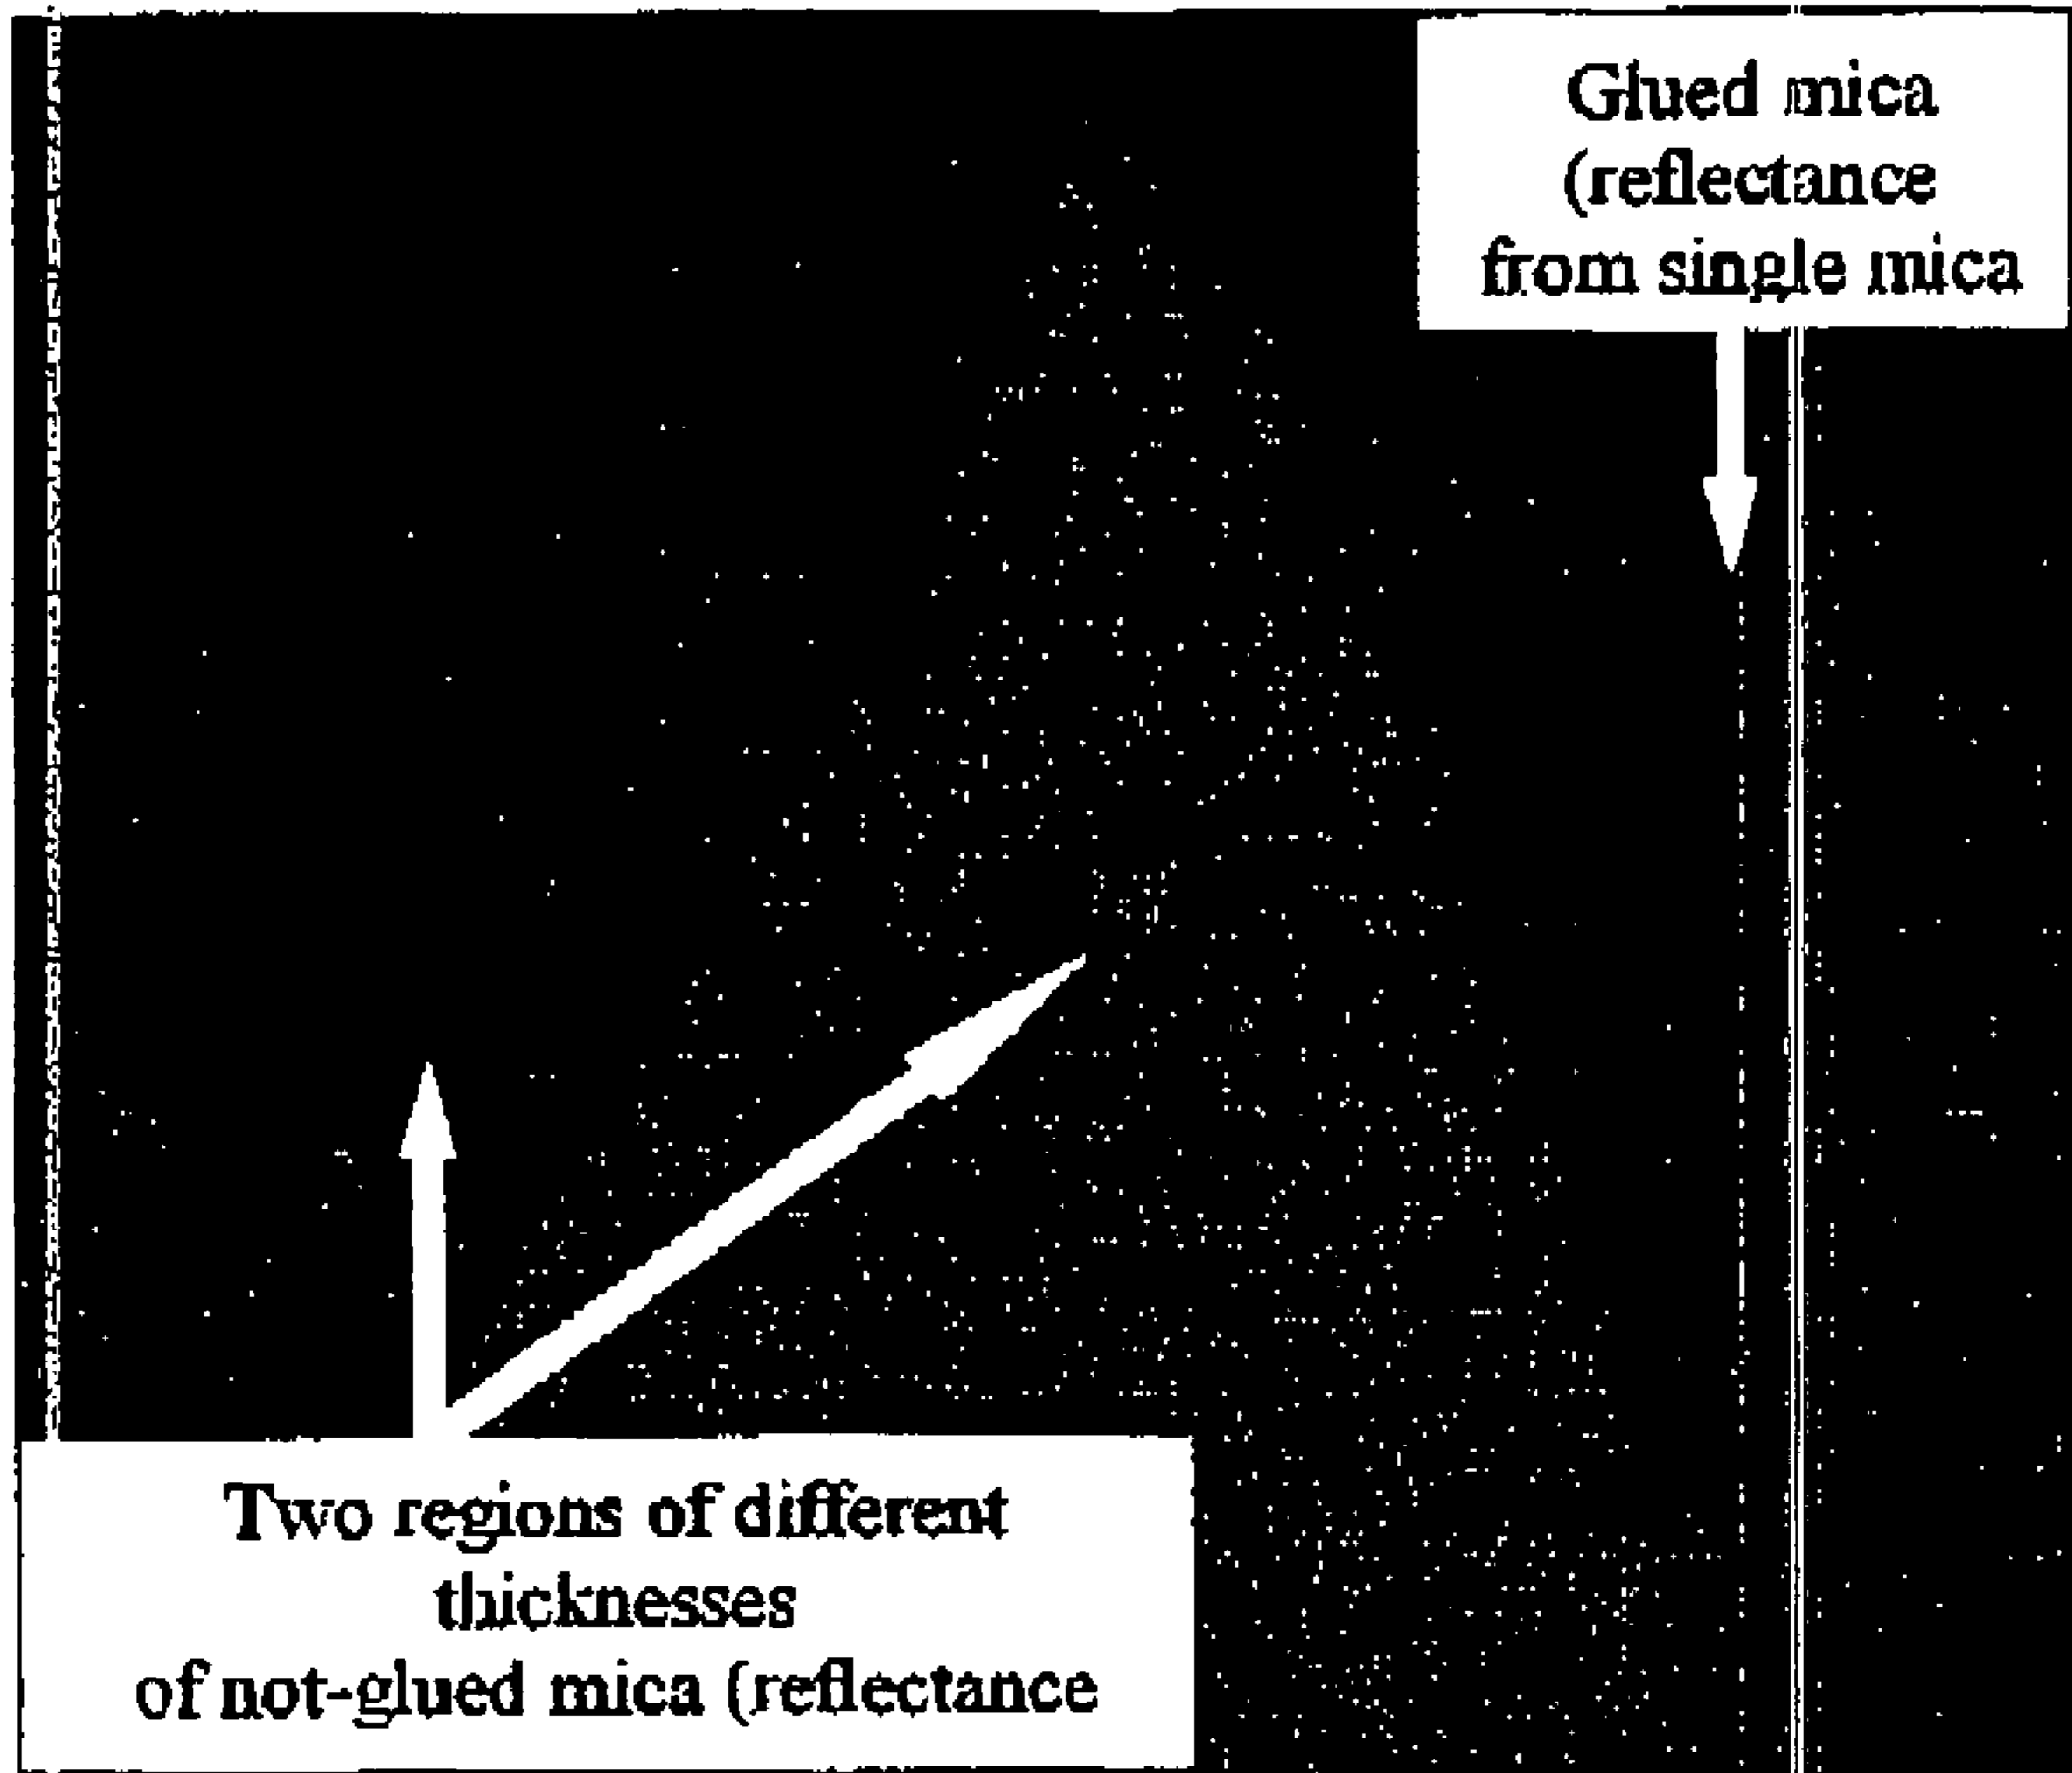 Glued mica
(reflectance
from single mica
Two regions of different
thicknesses
of not-glued mica (reflectance